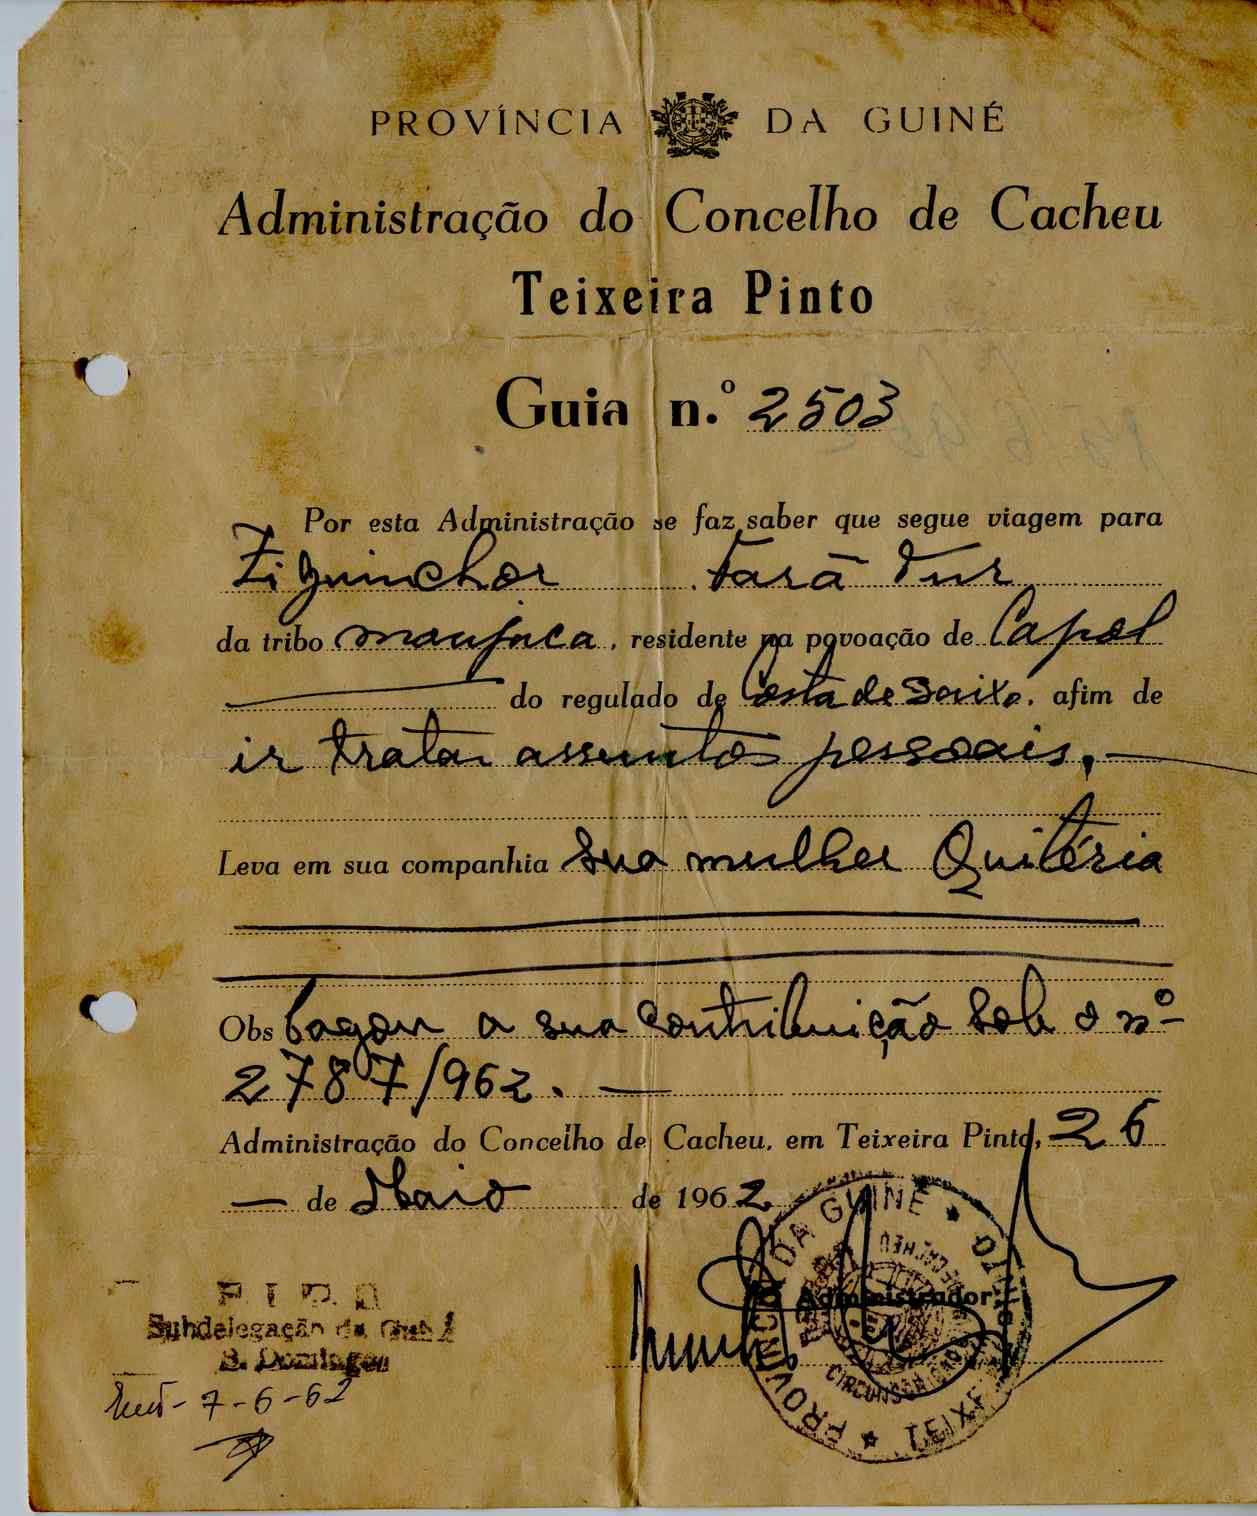 PROVÍNCIA DA GUINÉ
Administração do Concelho de Cacheu
Teixeira Pinto
Guia n.º 2503
Por esta Administração se faz saber que segue viagem para
Ziguinchor Tará Tur
da tribo manjaca, residente na povoação de Capol
do regulado de Costa de Baixo, afim de
ir tratar assuntos pessoais,
Leva em sua companhia sua mulher Quitéria
Obs Pagou a sua contribuição sob o nº
2787/962.
Administração do Concelho de Cacheu, em Teixeira Pinto, 26
de Maio de 1962
O Administrador,
PROVÍNCIA DA GUINÉ
P I D E
Subdelegação da Guiné
S. Domingos
7-6-62